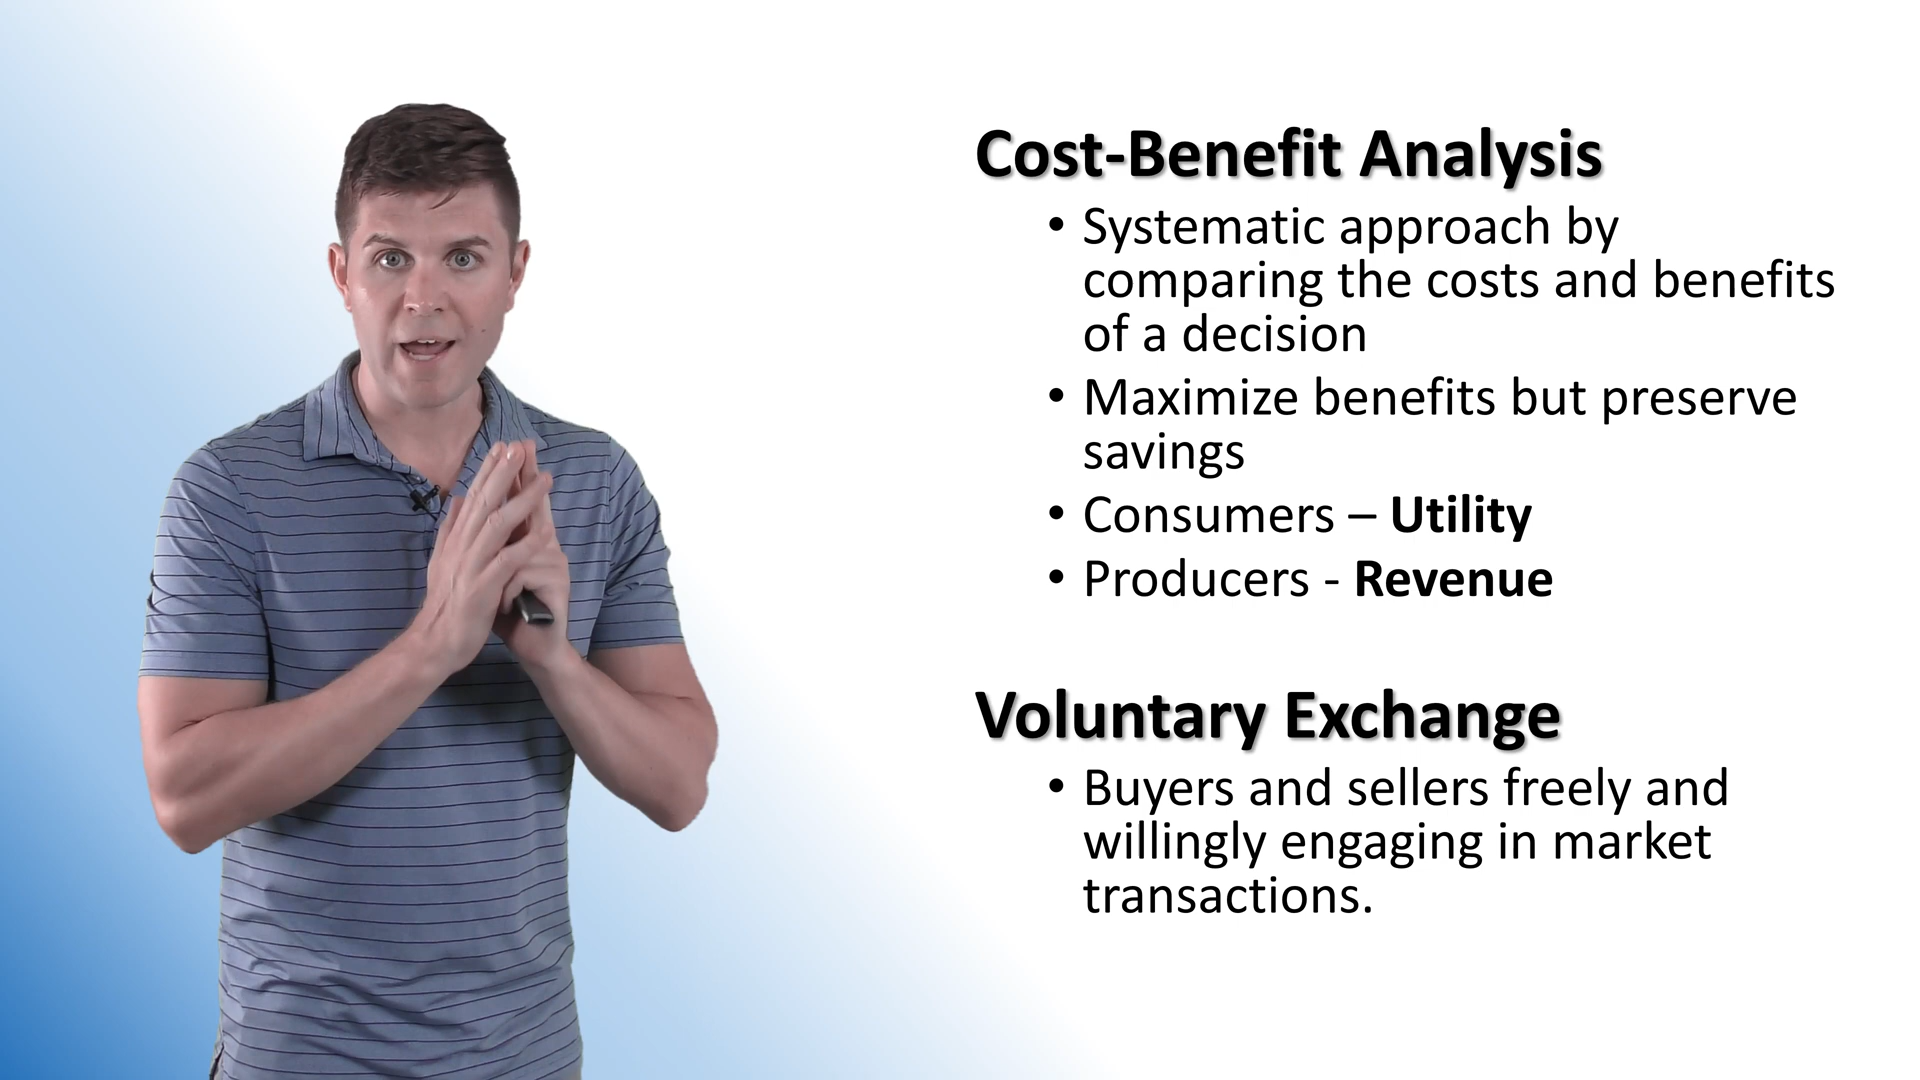 Cost-Benefit Analysis
• Systematic approach by
comparing the costs and benefits
of a decision
• Maximize benefits but preserve
savings
• Consumers – Utility
• Producers - Revenue
Voluntary Exchange
• Buyers and sellers freely and
willingly engaging in market
transactions.